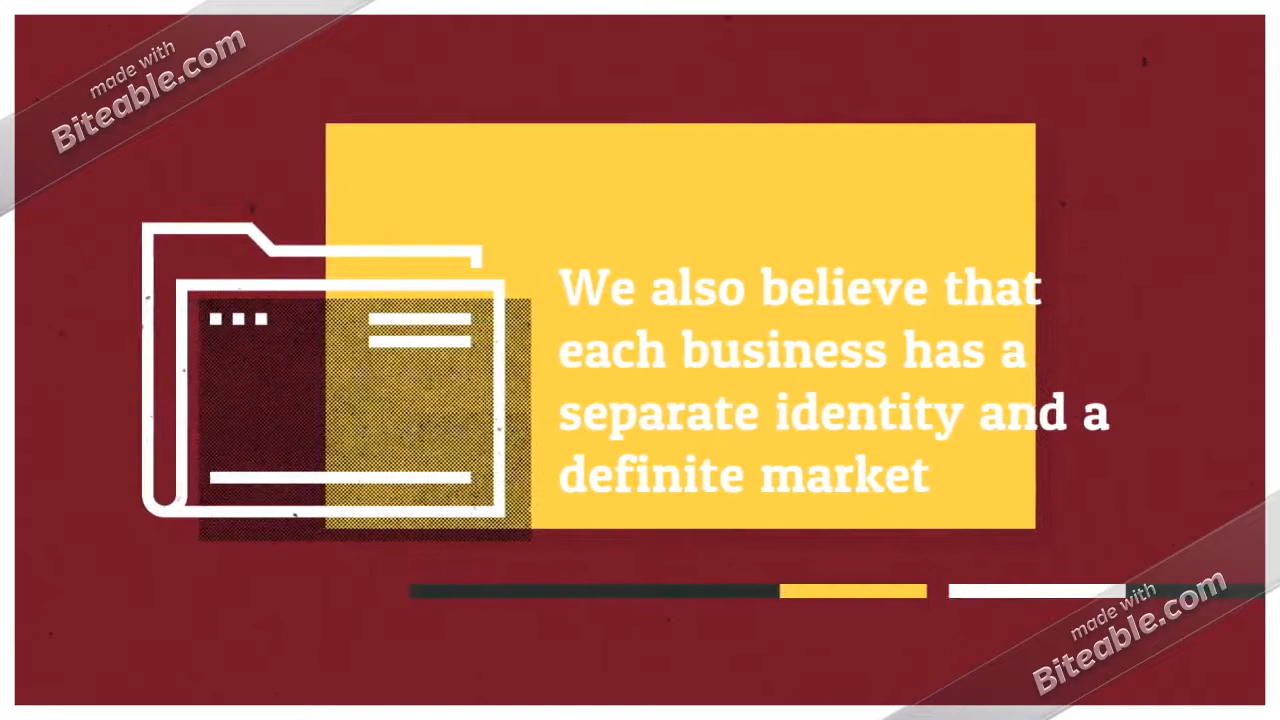 made with
Biteable.com
We also believe that
each business has a
separate identity and a
definite market
made with
Biteable.com